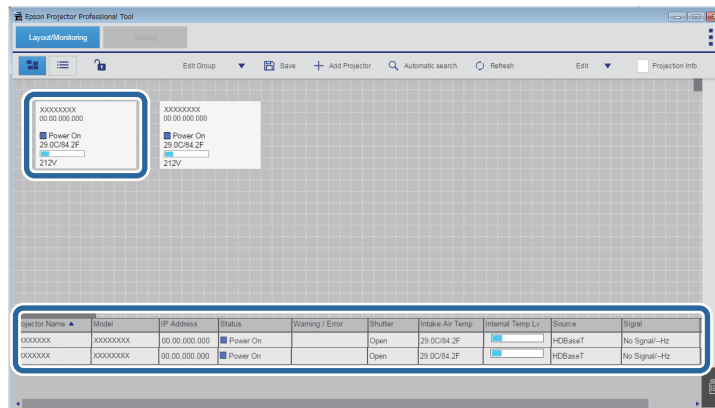 Epson Projector Professional Tool
Layout/Monitoring Setting
Edit Group Save Add Projector Automatic search Refresh Edit Projection info
XXXXXXXX XXXXXXXX
00.00.000.000 00.00.000.000
Power On Power On
29.0C/84.2F 29.0C/84.2F
212V 212V
ojector Name Model IP Address Status Warning / Error Shutter Intake Air Temp Internal Temp Lv Source Signal
XXXXXXX XXXXXXXX 00.00.000.000 Power On Open 29.0C/84.2F HDBaseT No Signal/--Hz
XXXXXXX XXXXXXXX 00.00.000.000 Power On Open 29.0C/84.2F HDBaseT No Signal/--Hz